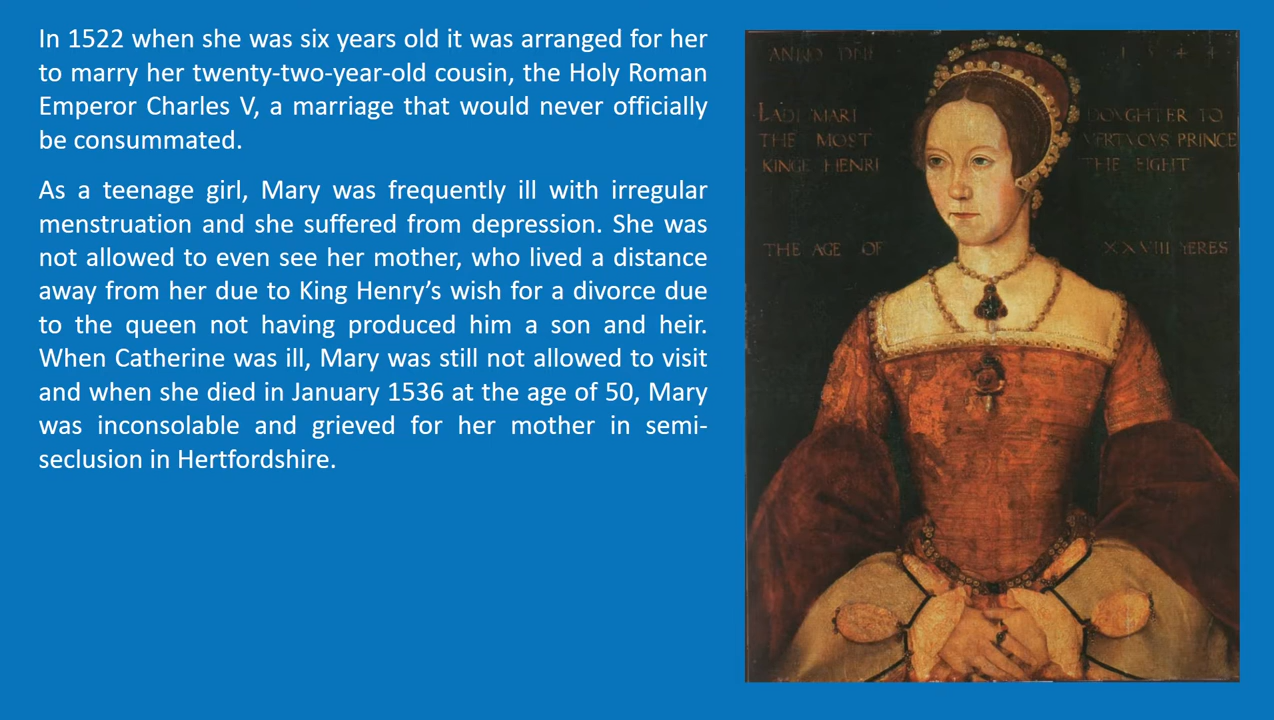 In 1522 when she was six years old it was arranged for her
to marry her twenty-two-year-old cousin, the Holy Roman
Emperor Charles V, a marriage that would never officially
be consummated.
As a teenage girl, Mary was frequently ill with irregular
menstruation and she suffered from depression. She was
not allowed to even see her mother, who lived a distance
away from her due to King Henry’s wish for a divorce due
to the queen not having produced him a son and heir.
When Catherine was ill, Mary was still not allowed to visit
and when she died in January 1536 at the age of 50, Mary
was inconsolable and grieved for her mother in semi-
seclusion in Hertfordshire.
ANNO DNI 1544
LADI MARI DOVGHTER TO
THE MOST VERTVOVS PRINCE
KINGE HENRI THE EIGHT
THE AGE OF XXVIII YERES